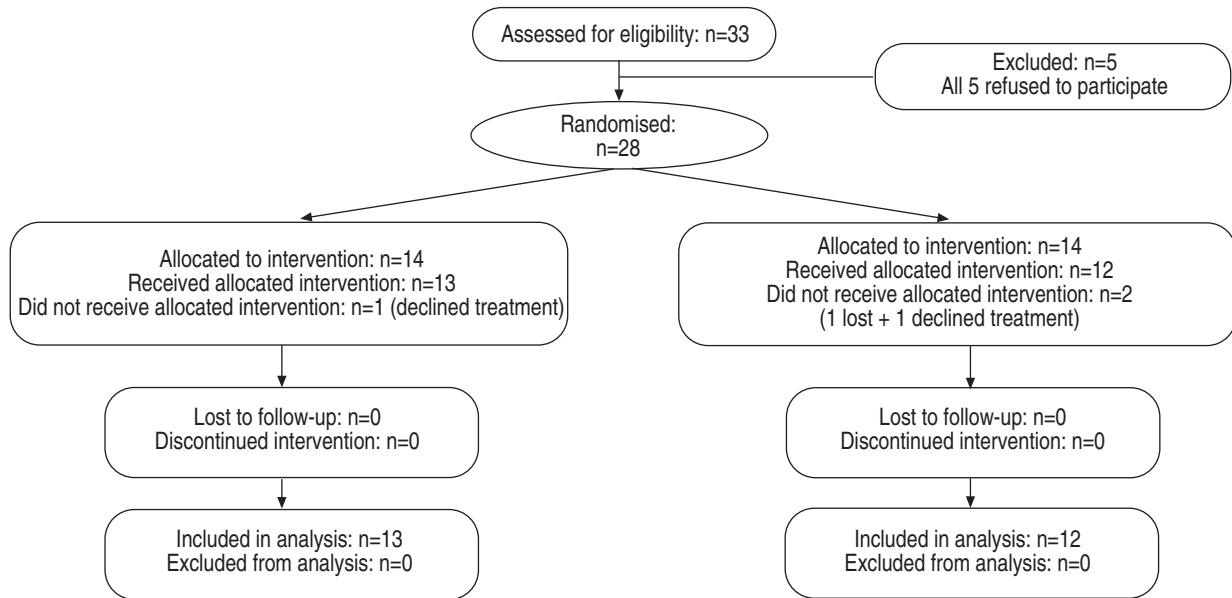 Assessed for eligibility: n=33
Excluded: n=5
All 5 refused to participate
Randomised:
n=28
Allocated to intervention: n=14
Received allocated intervention: n=13
Did not receive allocated intervention: n=1 (declined treatment)
Allocated to intervention: n=14
Received allocated intervention: n=12
Did not receive allocated intervention: n=2
(1 lost + 1 declined treatment)
Lost to follow-up: n=0
Discontinued intervention: n=0
Lost to follow-up: n=0
Discontinued intervention: n=0
Included in analysis: n=13
Excluded from analysis: n=0
Included in analysis: n=12
Excluded from analysis: n=0